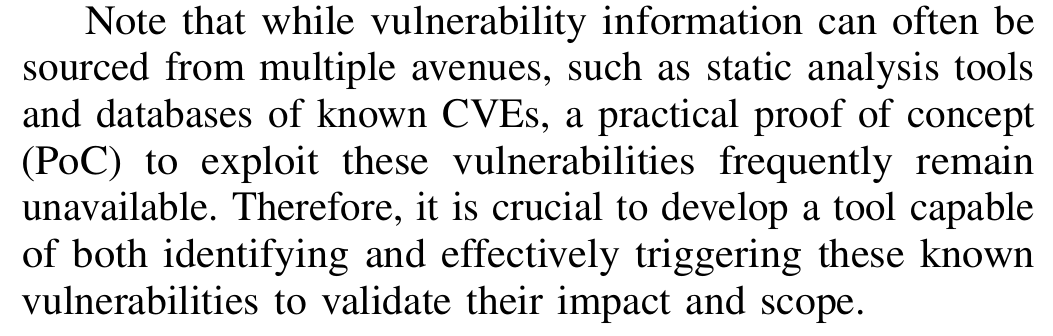 Note that while vulnerability information can often be
sourced from multiple avenues, such as static analysis tools
and databases of known CVEs, a practical proof of concept
(PoC) to exploit these vulnerabilities frequently remain
unavailable. Therefore, it is crucial to develop a tool capable
of both identifying and effectively triggering these known
vulnerabilities to validate their impact and scope.